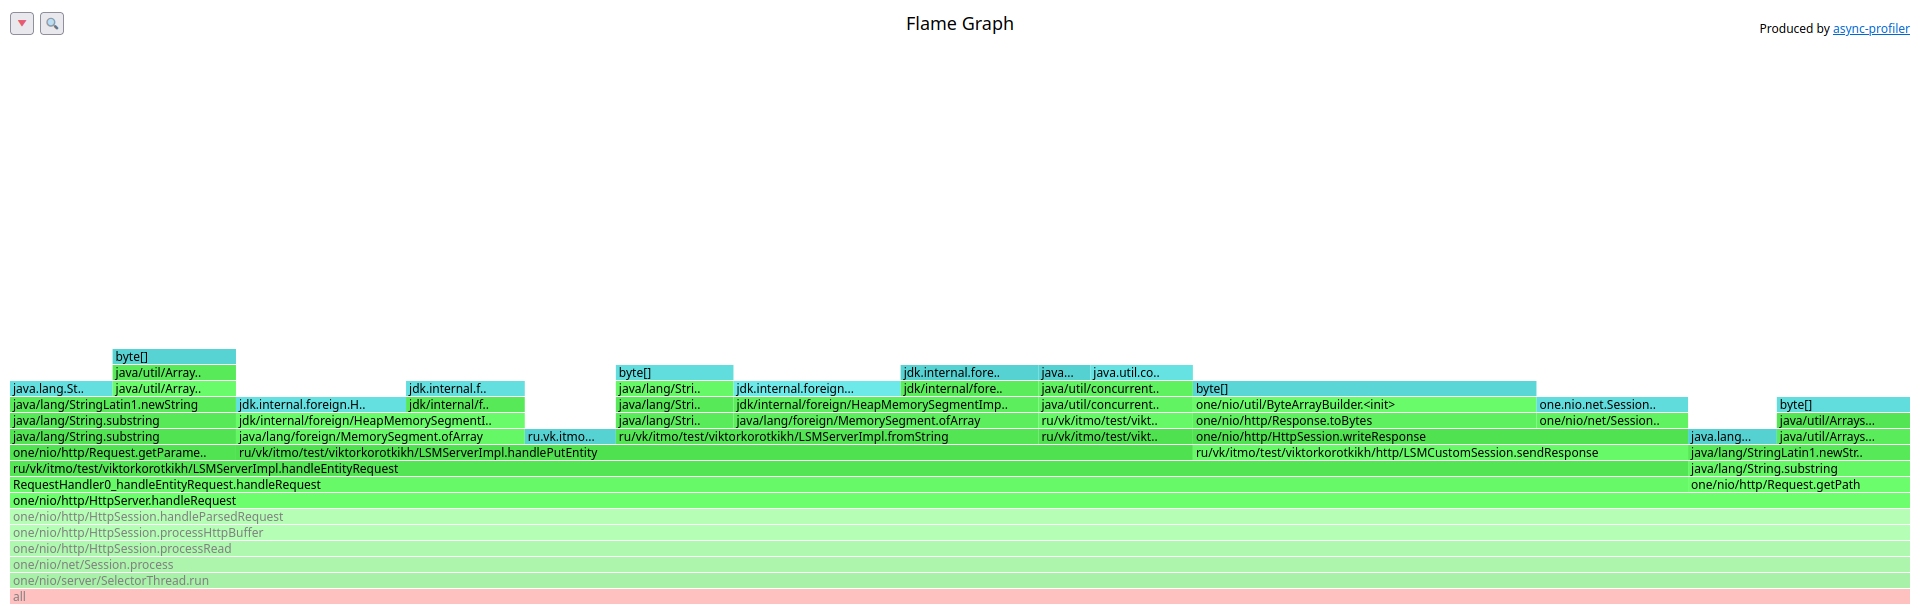 Flame Graph
Produced by async-profiler
byte[]
java/util/Array..
byte[]
jdk.internal.fore..
java...
java.util.co..
java.lang.St..
java/util/Array..
jdk.internal.f..
java/lang/Stri..
jdk.internal.foreign...
jdk/internal/fore..
java/util/concurrent..
byte[]
java/lang/StringLatin1.newString
jdk.internal.foreign.H..
jdk/internal/f..
java/lang/Stri..
jdk/internal/foreign/HeapMemorySegmentImp..
java/util/concurrent..
one/nio/util/ByteArrayBuilder.<init>
one.nio.net.Session..
byte[]
java/lang/String.substring
jdk/internal/foreign/HeapMemorySegmentI..
java/lang/Stri..
java/lang/foreign/MemorySegment.ofArray
ru/vk/itmo/test/vikt..
one/nio/http/Response.toBytes
one/nio/net/Session..
java/util/Arrays...
java/lang/String.substring
java/lang/foreign/MemorySegment.ofArray
ru.vk.itmo...
ru/vk/itmo/test/viktorkorotkikh/LSMServerImpl.fromString
ru/vk/itmo/test/vikt..
one/nio/http/HttpSession.writeResponse
java.lang...
java/util/Arrays...
one/nio/http/Request.getParame..
ru/vk/itmo/test/viktorkorotkikh/LSMServerImpl.handlePutEntity
ru/vk/itmo/test/viktorkorotkikh/http/LSMCustomSession.sendResponse
java/lang/StringLatin1.newStr..
ru/vk/itmo/test/viktorkorotkikh/LSMServerImpl.handleEntityRequest
java/lang/String.substring
RequestHandler0_handleEntityRequest.handleRequest
one/nio/http/Request.getPath
one/nio/http/HttpServer.handleRequest
one/nio/http/HttpSession.handleParsedRequest
one/nio/http/HttpSession.processHttpBuffer
one/nio/http/HttpSession.processRead
one/nio/net/Session.process
one/nio/server/SelectorThread.run
all